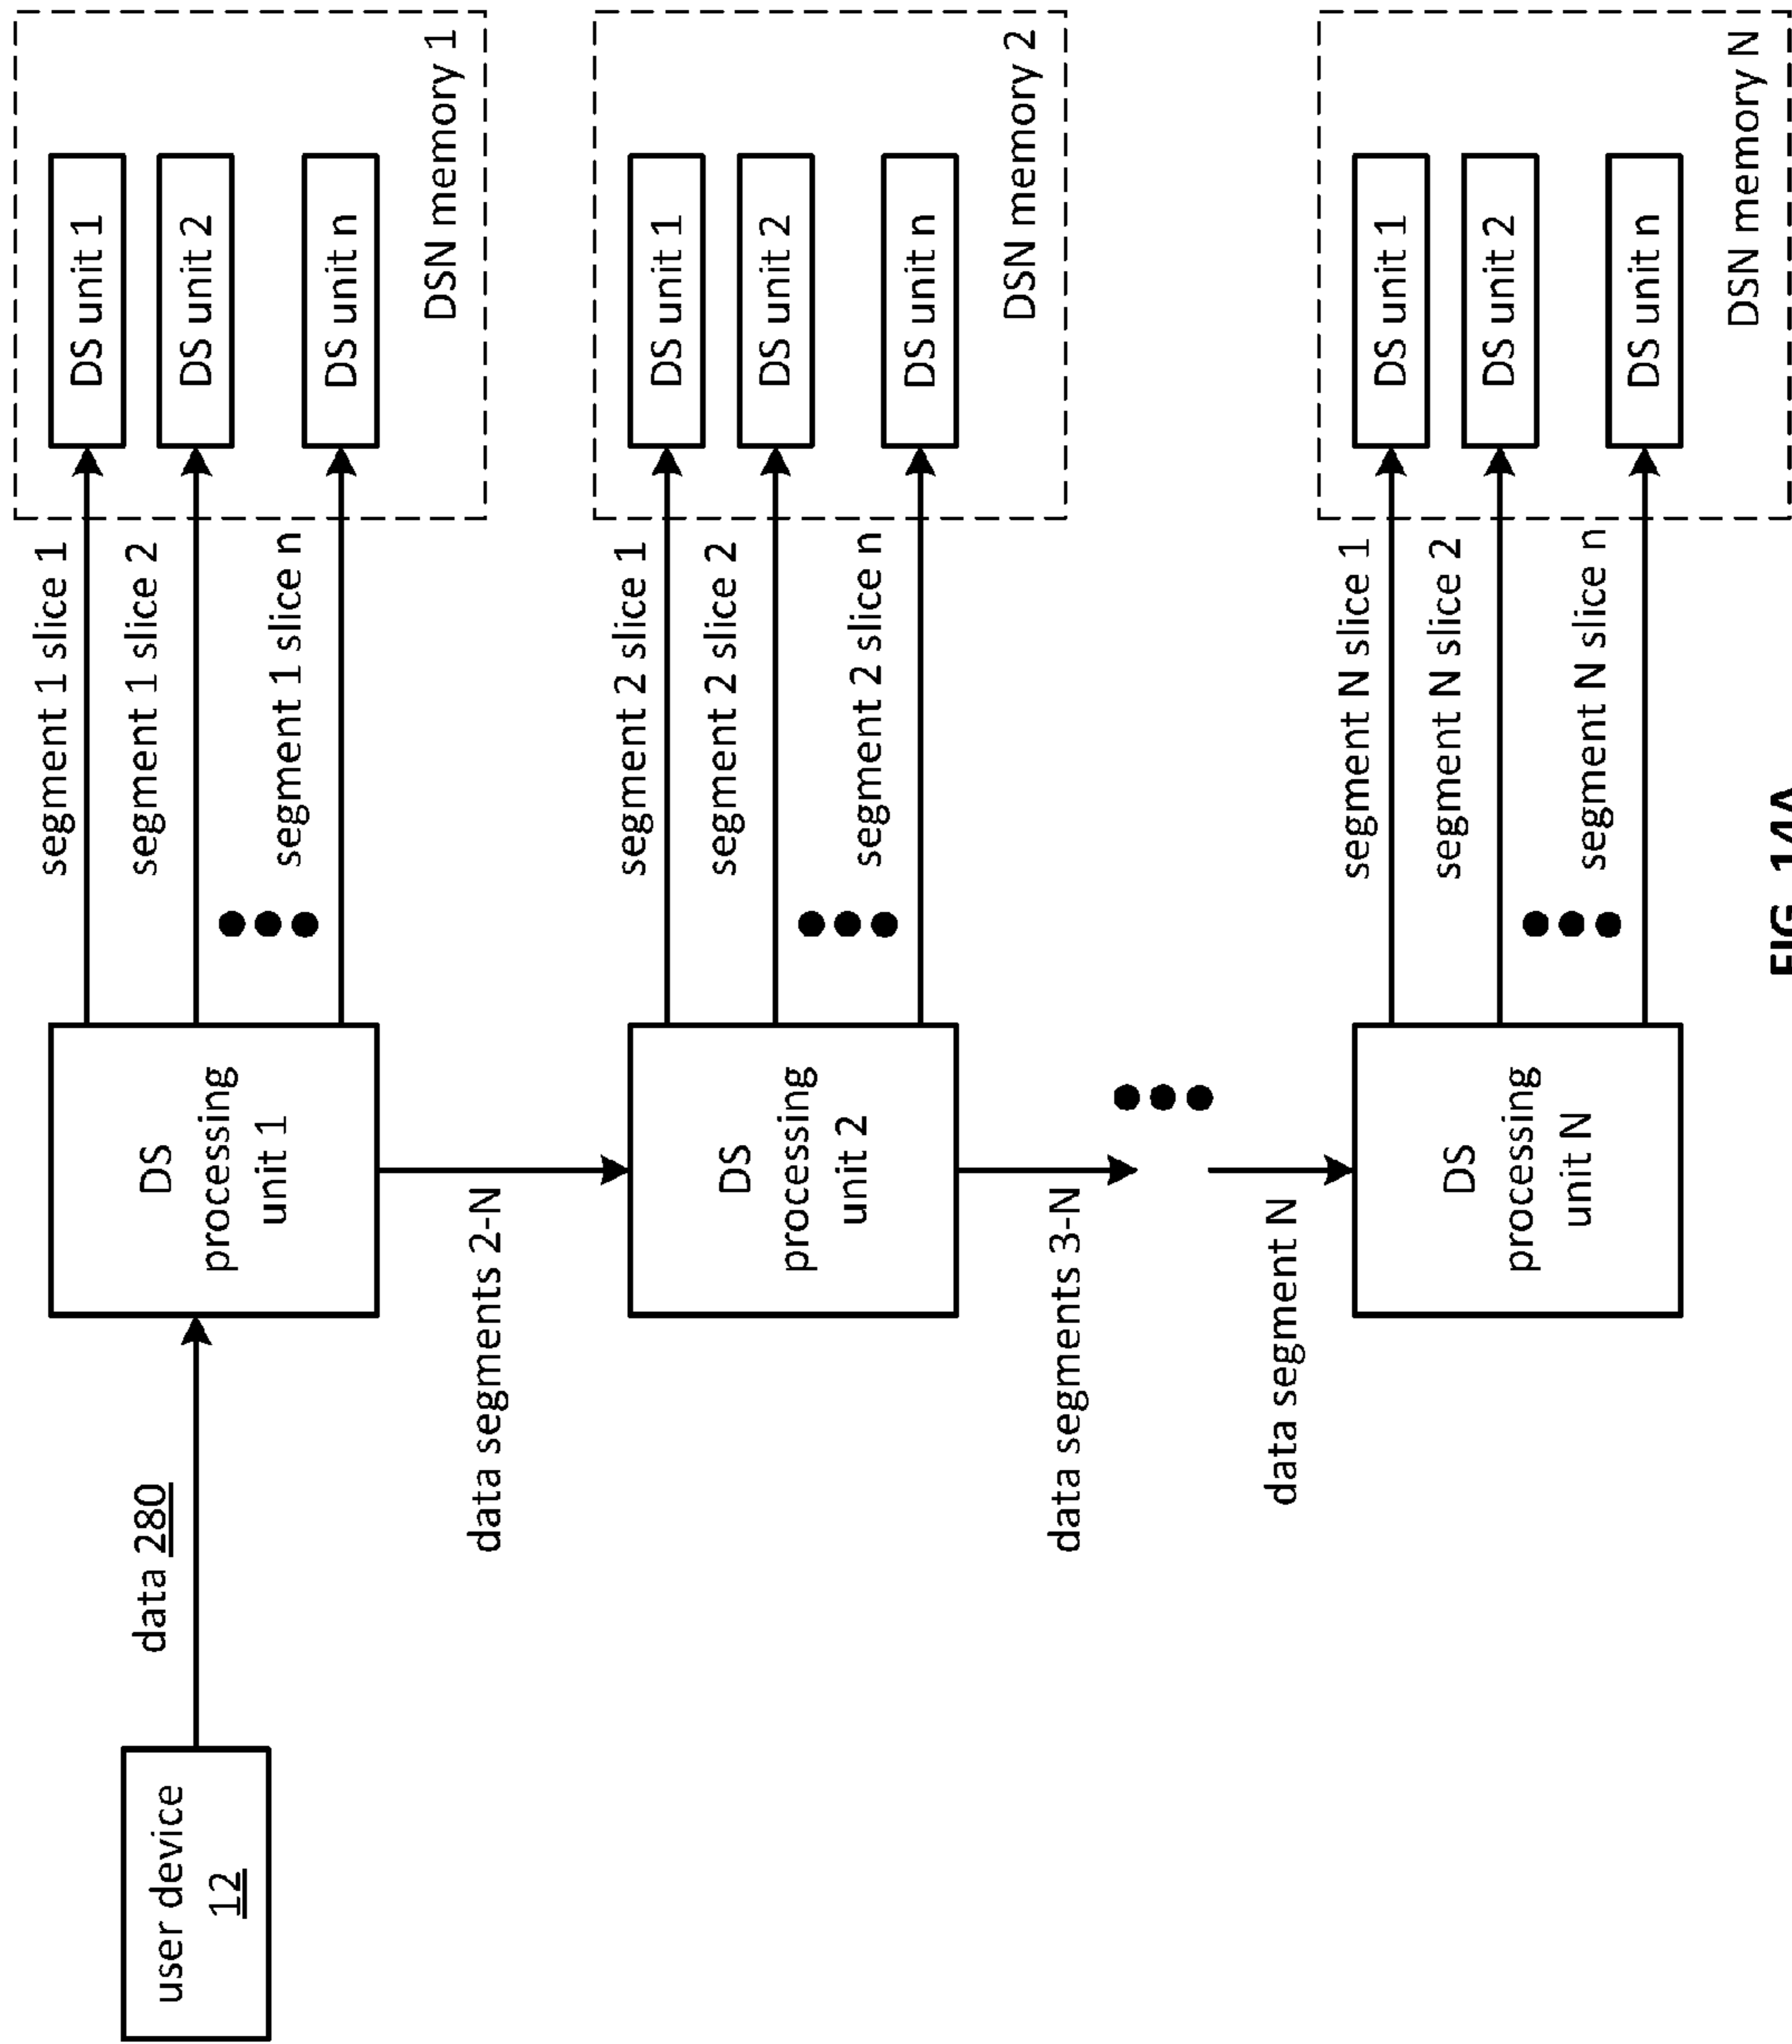 user device
12
data 280
DS
processing
unit 1
segment 1 slice 1
segment 1 slice 2
segment 1 slice n
DS unit 1
DS unit 2
DS unit n
DSN memory 1
data segments 2-N
DS
processing
unit 2
segment 2 slice 1
segment 2 slice 2
segment 2 slice n
DS unit 1
DS unit 2
DS unit n
DSN memory 2
data segments 3-N
data segment N
DS
processing
unit N
segment N slice 1
segment N slice 2
segment N slice n
DS unit 1
DS unit 2
DS unit n
DSN memory N
FIG. 14A